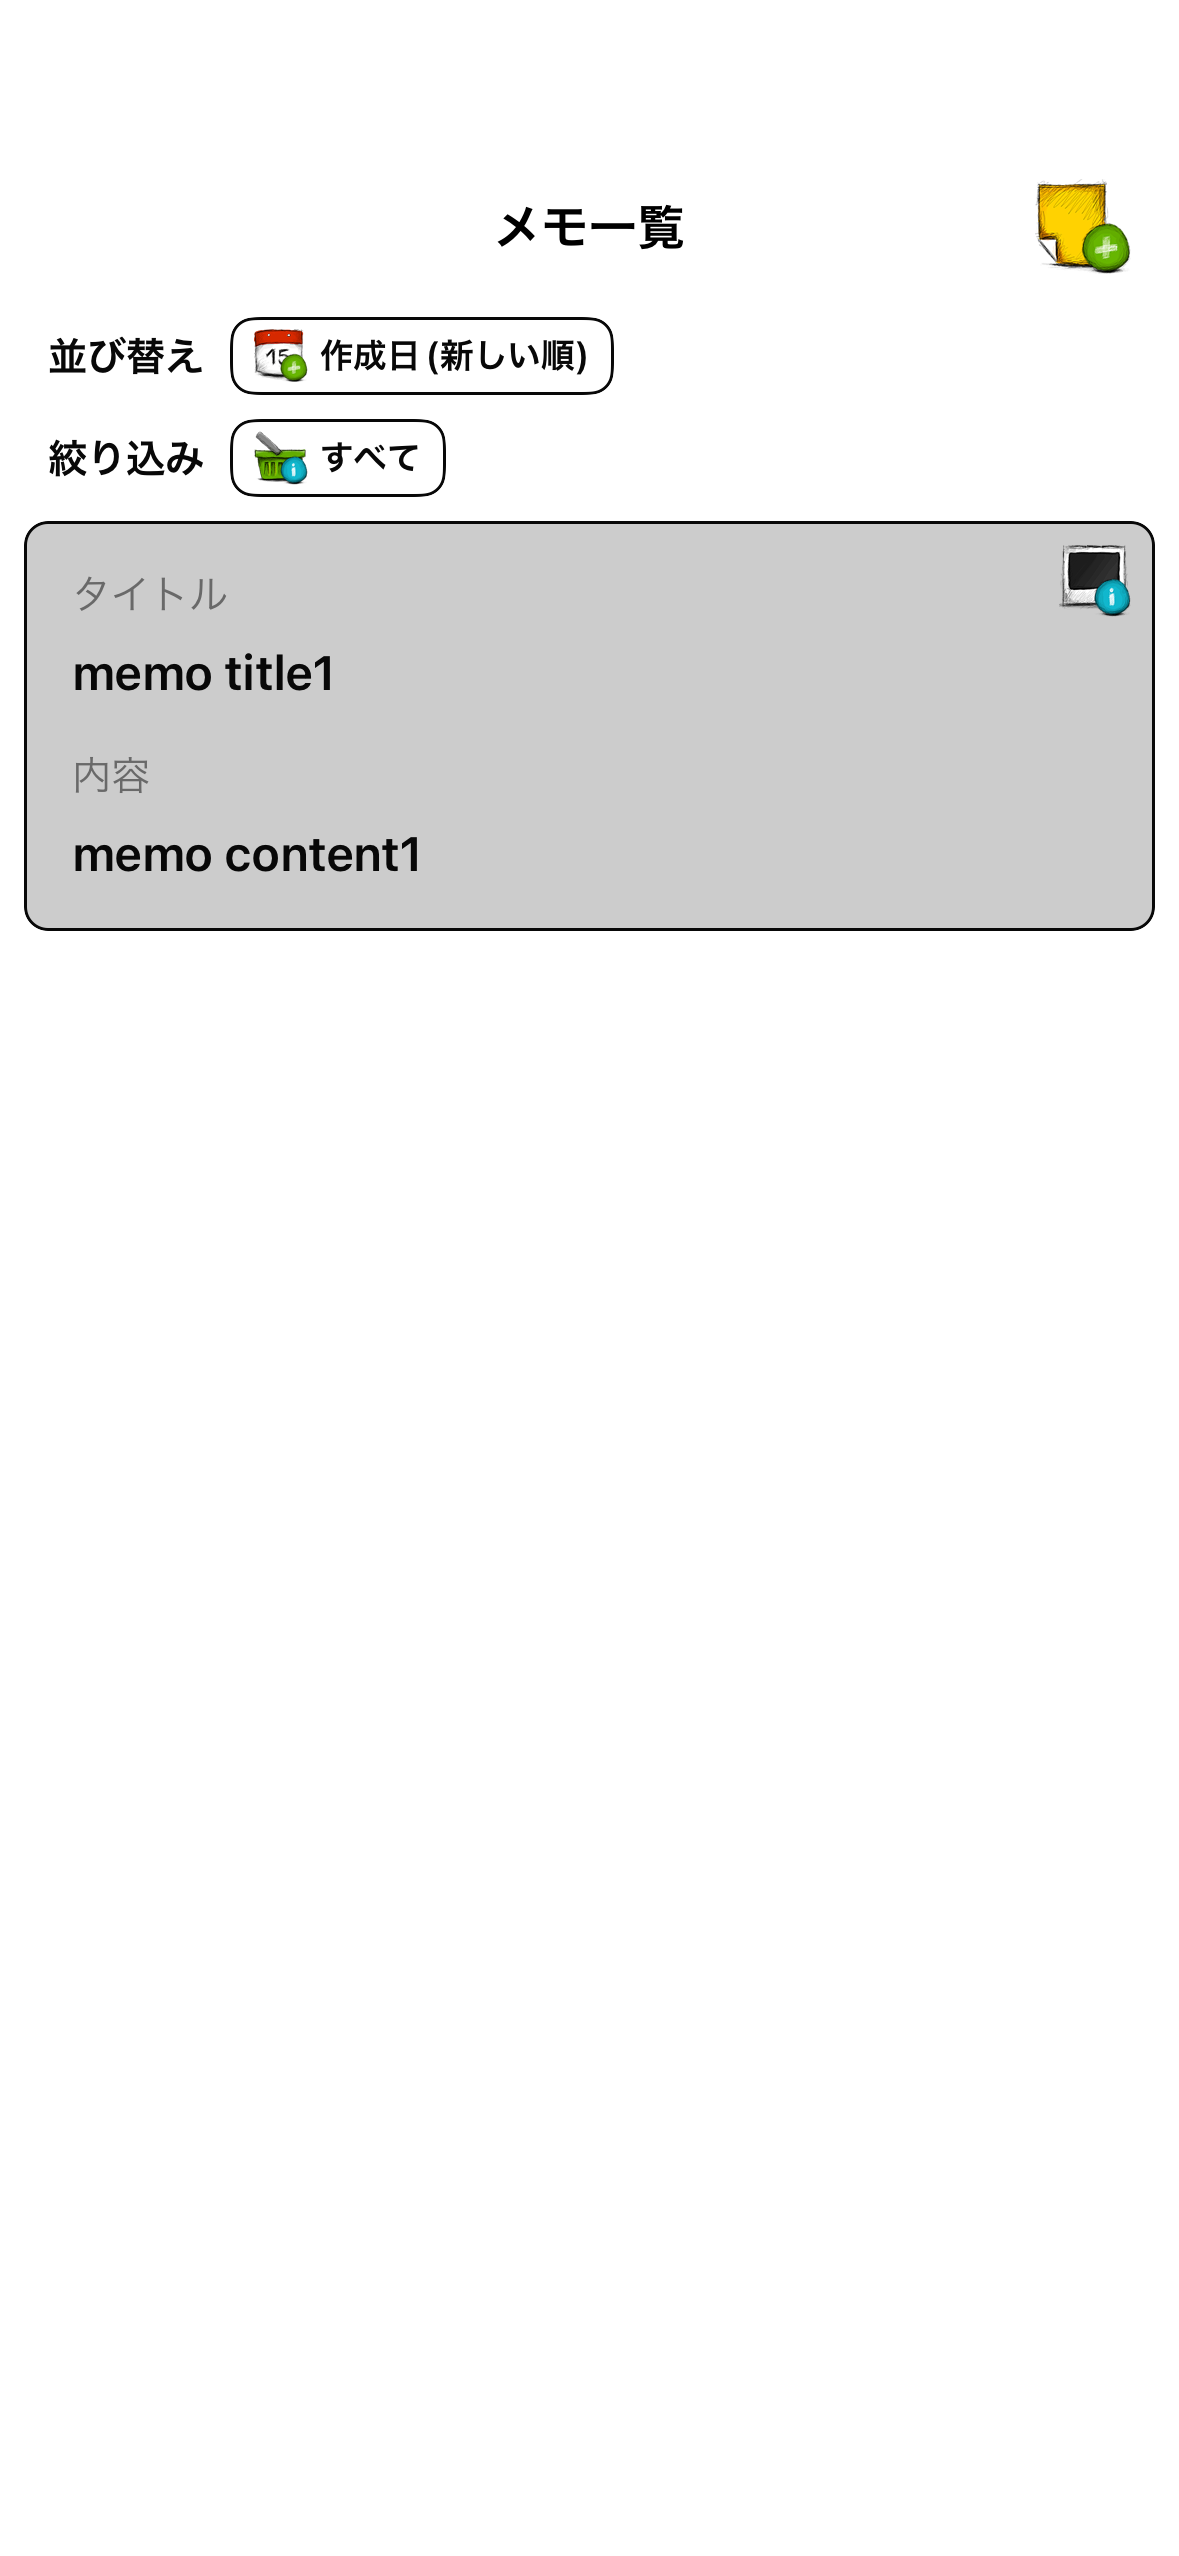 メモ一覧
並び替え 15 作成日 (新しい順)
絞り込み すべて
タイトル
memo title1
内容
memo content1